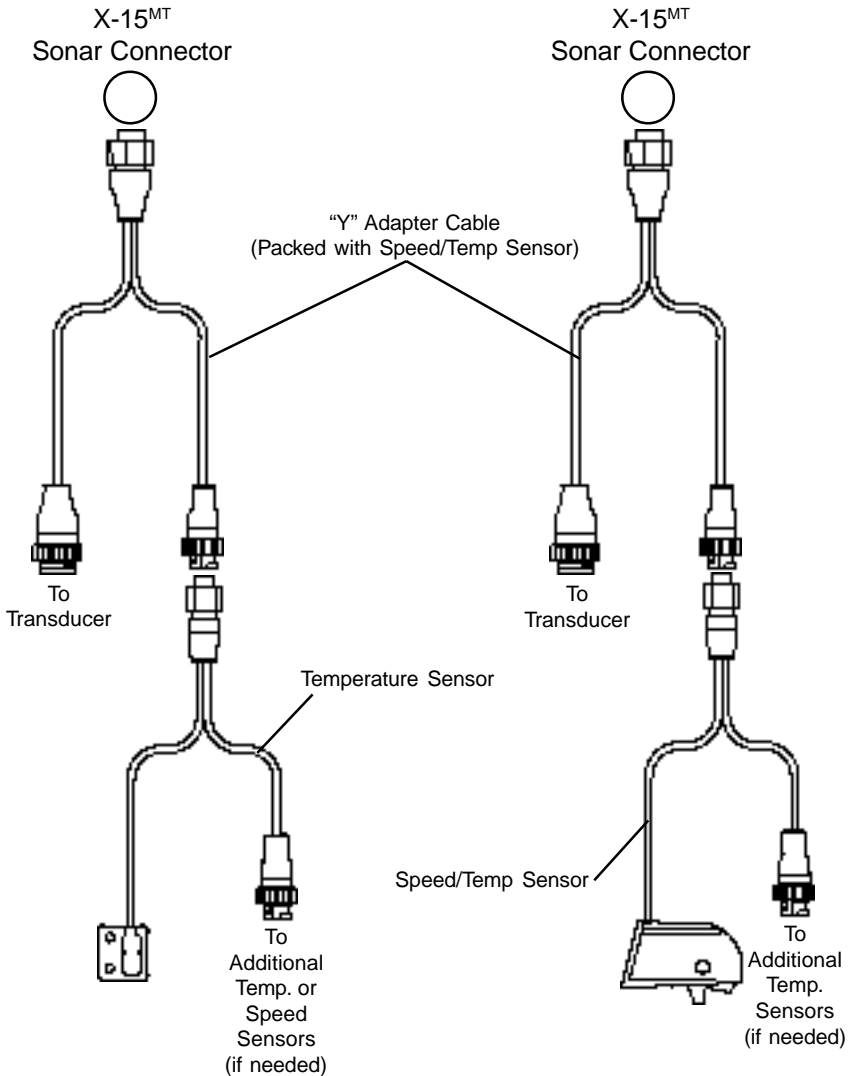 X-15MT
Sonar Connector
X-15MT
Sonar Connector
“Y” Adapter Cable
(Packed with Speed/Temp Sensor)
To
Transducer
To
Transducer
Temperature Sensor
Speed/Temp Sensor
To
Additional
Temp. or
Speed
Sensors
(if needed)
To
Additional
Temp.
Sensors
(if needed)